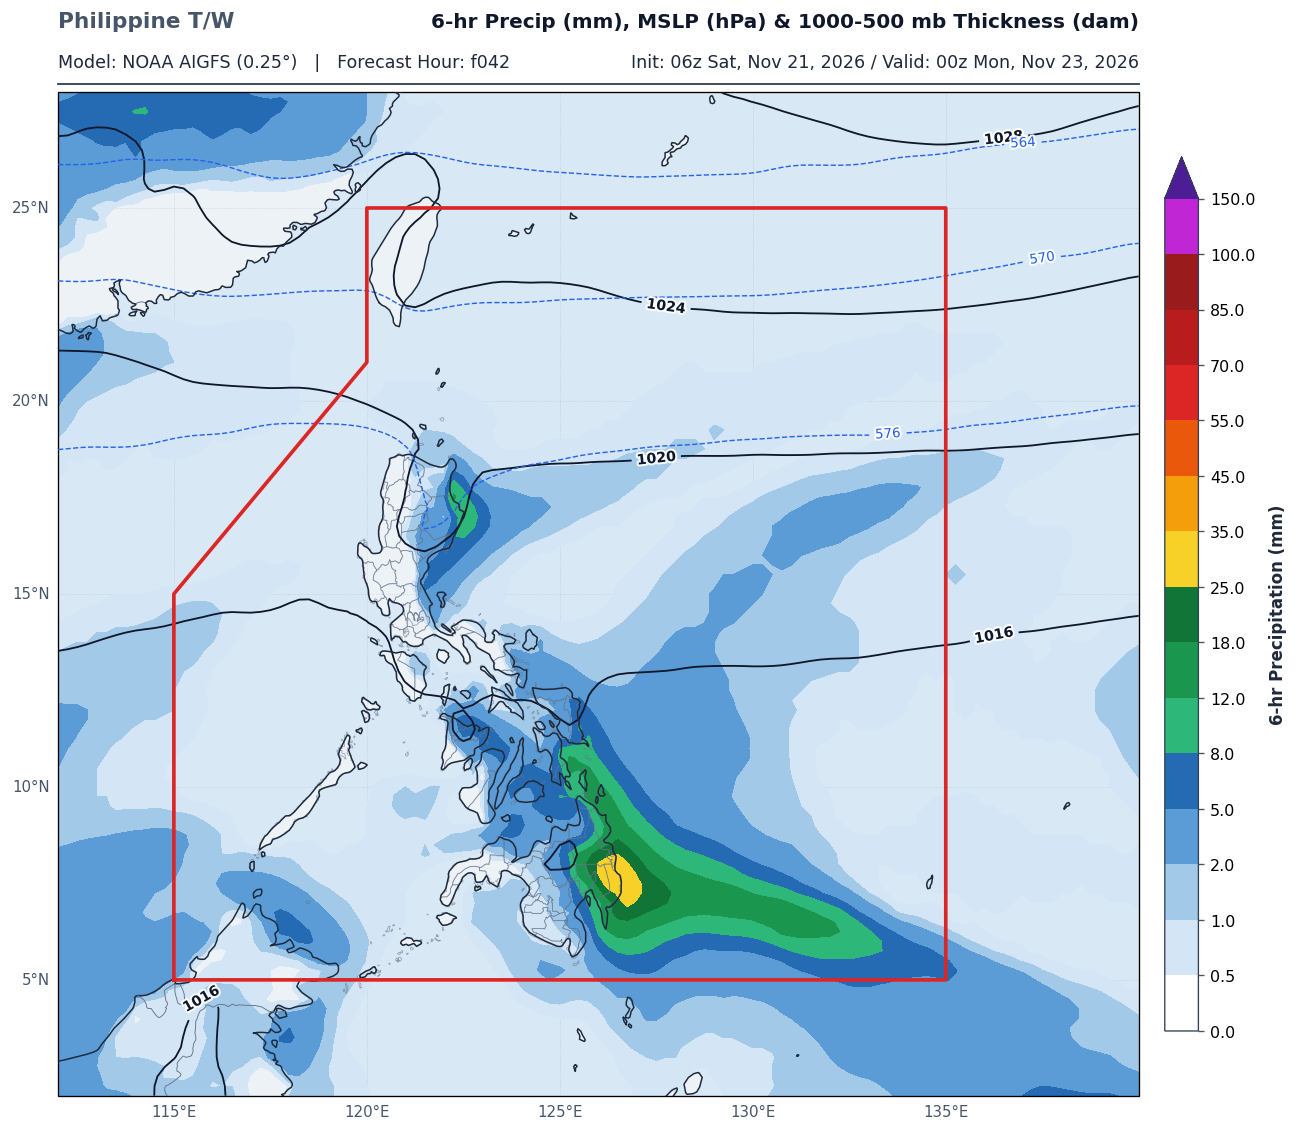 Philippine T/W
6-hr Precip (mm), MSLP (hPa) & 1000-500 mb Thickness (dam)
Model: NOAA AIGFS (0.25°)   |   Forecast Hour: f042
Init: 06z Sat, Nov 21, 2026 / Valid: 00z Mon, Nov 23, 2026
1028
564
25°N
570
1024
20°N
576
1020
15°N
1016
10°N
5°N
1016
115°E
120°E
125°E
130°E
135°E
150.0
100.0
85.0
70.0
55.0
45.0
35.0
25.0
18.0
12.0
8.0
5.0
2.0
1.0
0.5
0.0
6-hr Precipitation (mm)